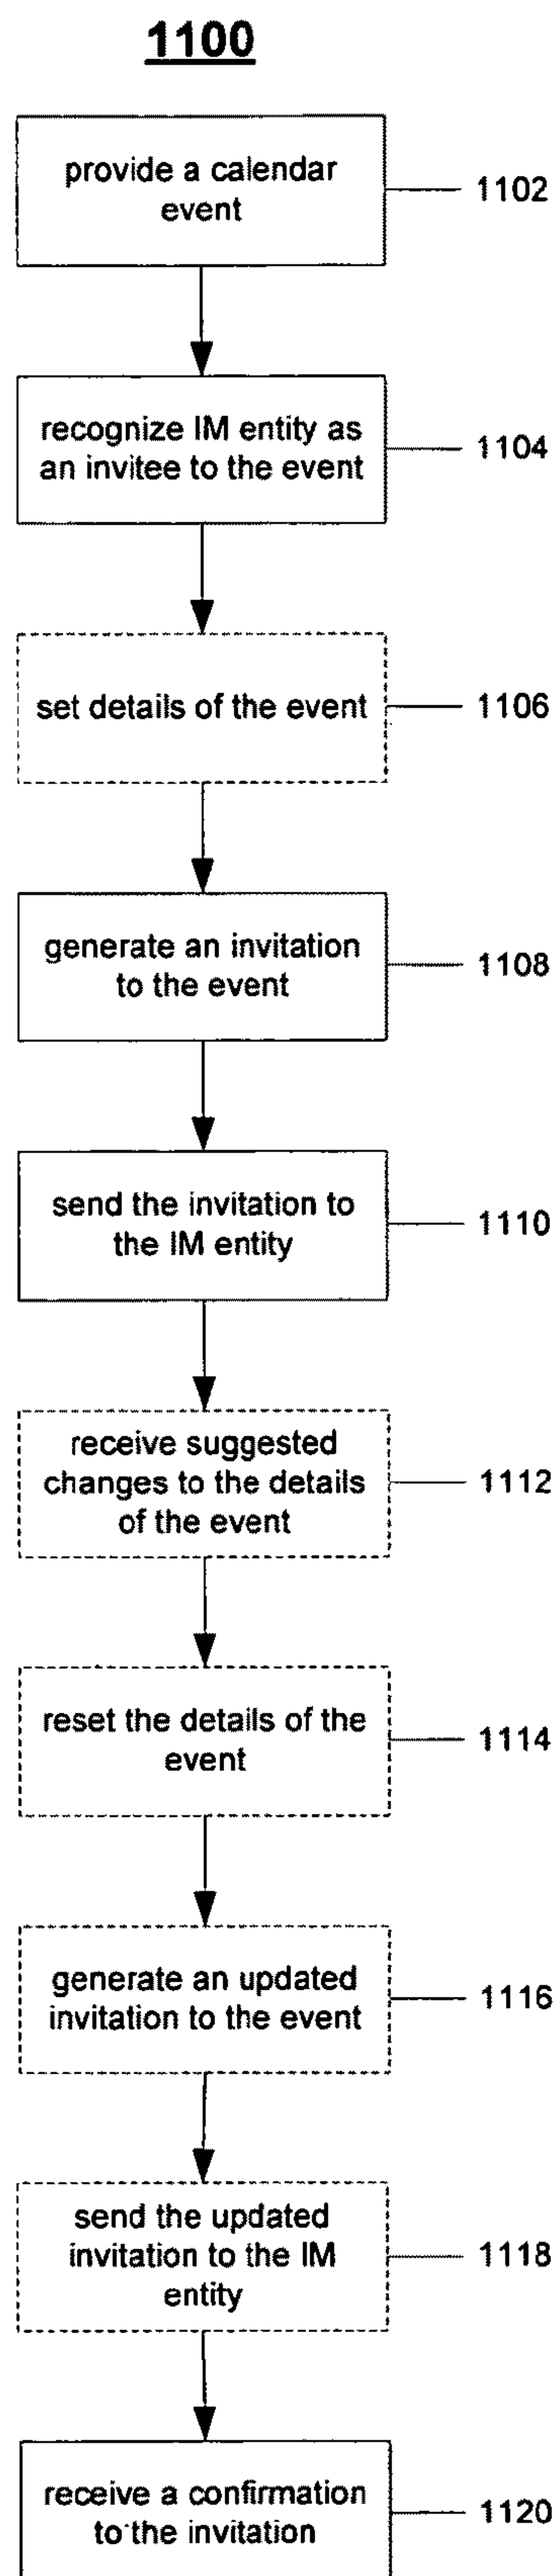 1100
provide a calendar
event
1102
recognize IM entity as
an invitee to the event
1104
set details of the event
1106
generate an invitation
to the event
1108
send the invitation to
the IM entity
1110
receive suggested
changes to the details
of the event
1112
reset the details of the
event
1114
generate an updated
invitation to the event
1116
send the updated
invitation to the IM
entity
1118
receive a confirmation
to the invitation
1120